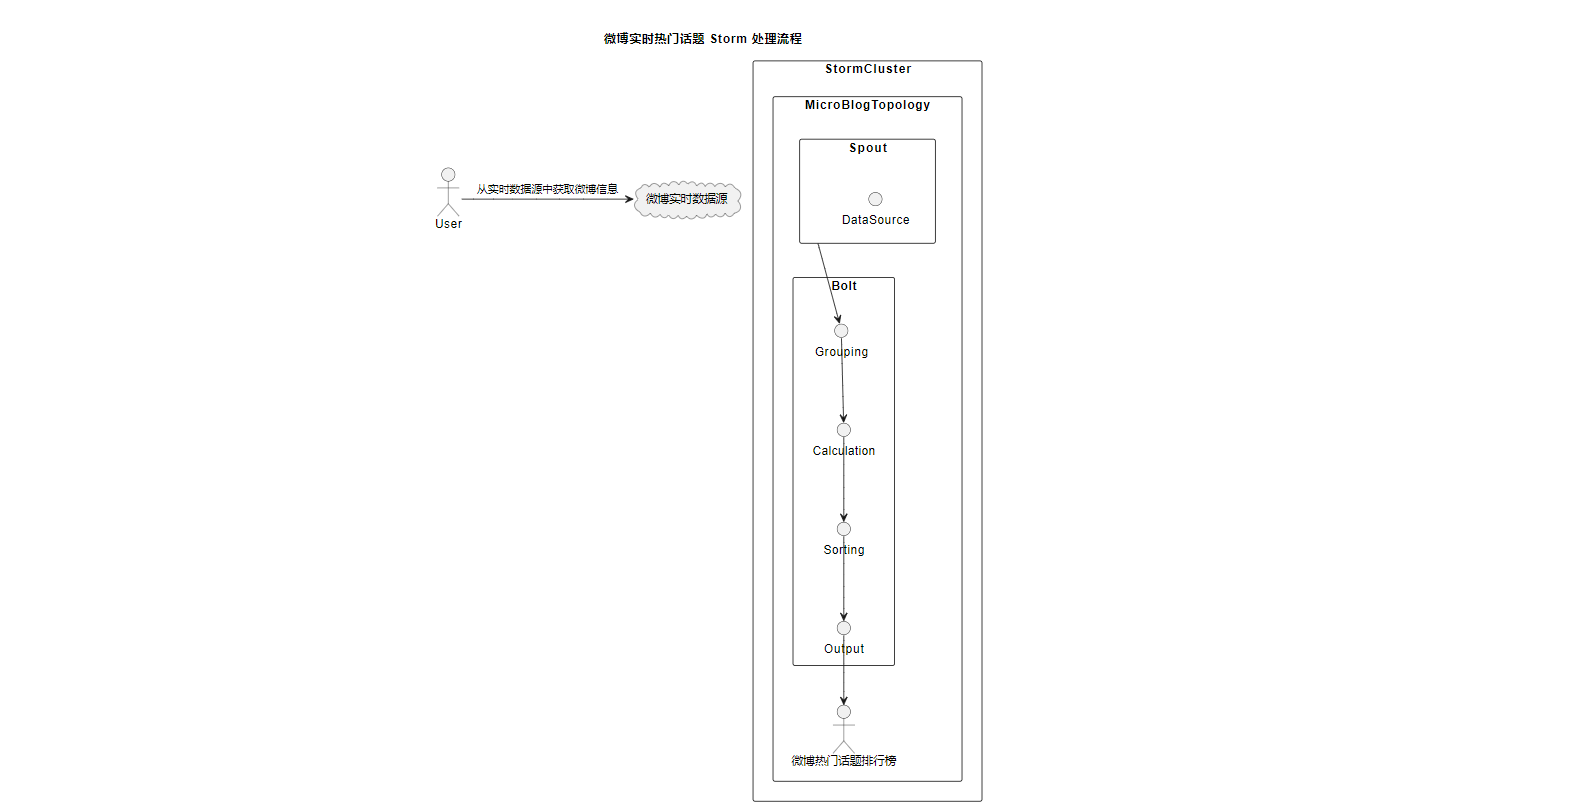 微博实时热门话题 Storm 处理流程
StormCluster
MicroBlogTopology
Spout
从实时数据源中获取微博信息
微博实时数据源
User
DataSource
Bolt
Grouping
Calculation
Sorting
Output
微博热门话题排行榜